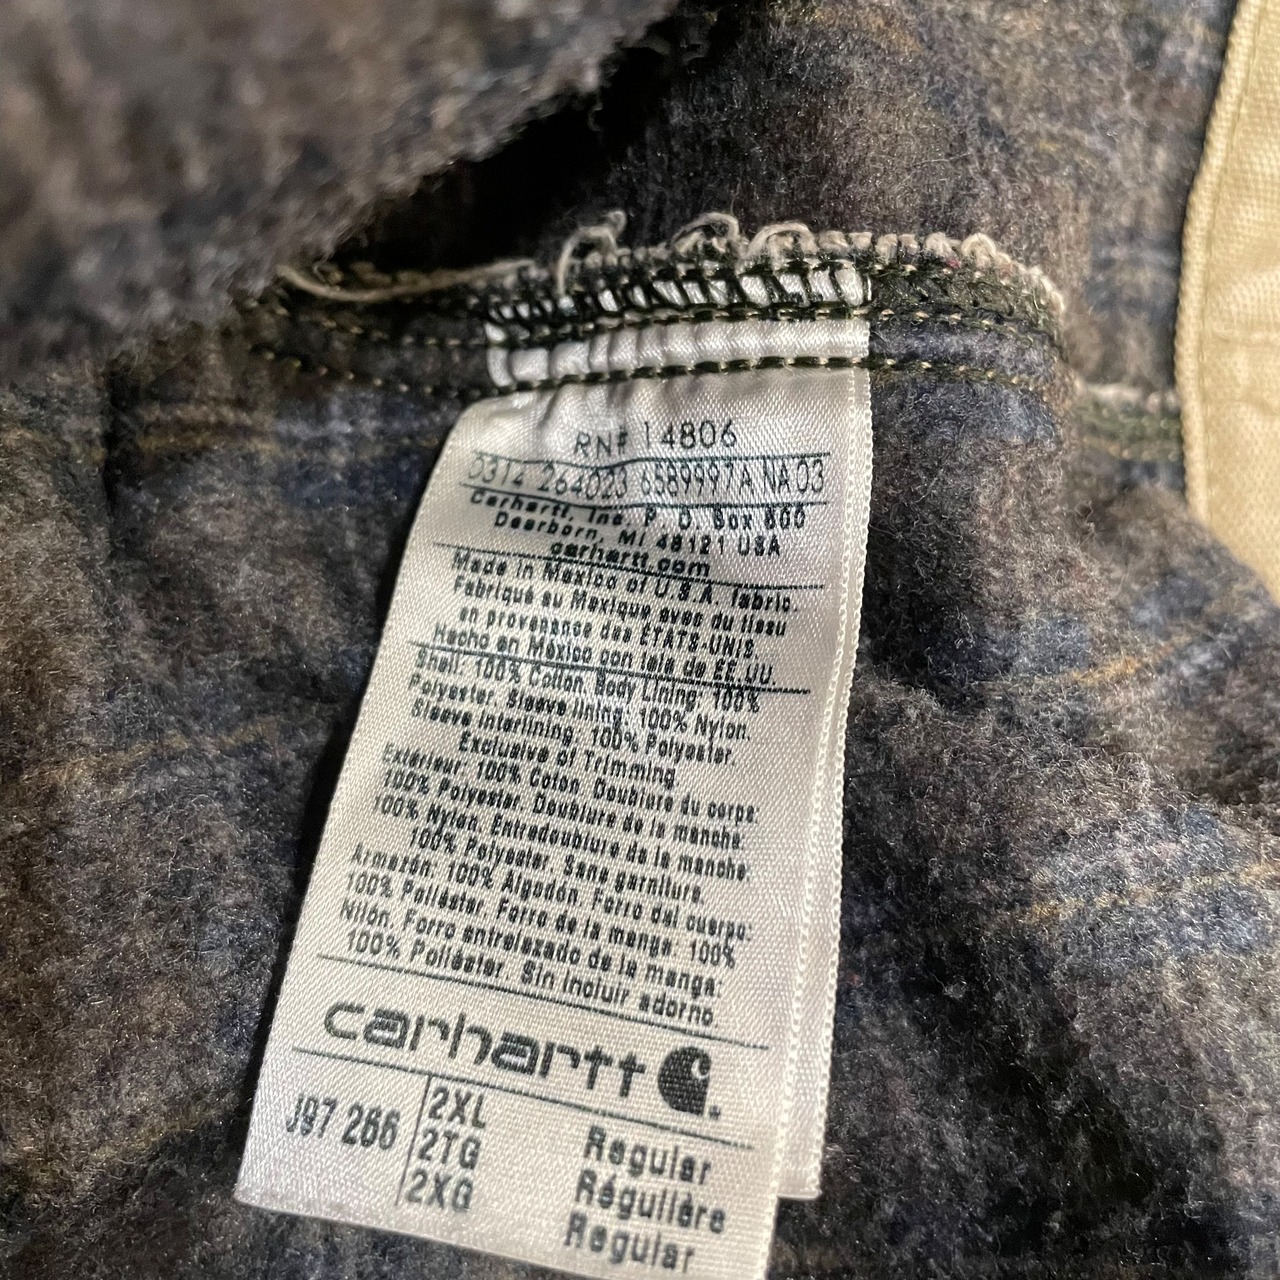 RN# 14806
0314 264023 6589997A NA 03
Carhartt, Inc. P. O. Box 600
Dearborn, MI 48121 USA
carhartt.com
Made in Mexico of U.S.A. fabric.
Fabriqué au Mexique avec du tissu
en provenance des ÉTATS-UNIS
Hecho en México con tela de EE.UU.
Shell: 100% Cotton. Body Lining: 100%
Polyester. Sleeve lining: 100% Nylon.
Sleeve Interlining, 100% Polyester
Exclusive of Trimming
Extérieur: 100% Coton. Doublure du corps:
100% Polyester. Doublure de la manche:
100% Nylon. Entredoublure de la manche:
100% Polyester. Sans garniture.
Armazón: 100% Algodón. Forro del cuerpo:
100% Poliéster. Forro de la manga: 100%
Nilón. Forro entrelazado de la manga:
100% Poliéster. Sin incluir adorno.
carhartt
J97 266
2XL Regular
2TG Régulière
2XG Regular